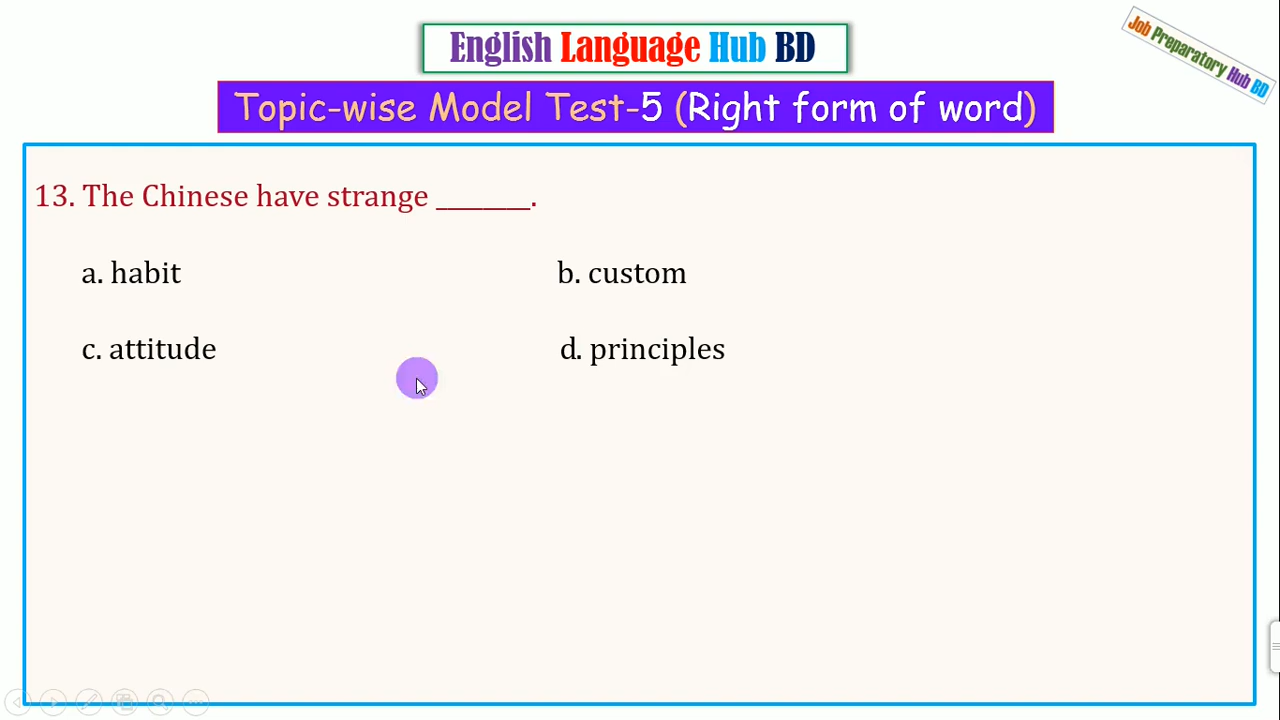 English Language Hub BD
Job Preparatory Hub BD
Topic-wise Model Test-5 (Right form of word)
13. The Chinese have strange _______.
a. habit b. custom
c. attitude d. principles